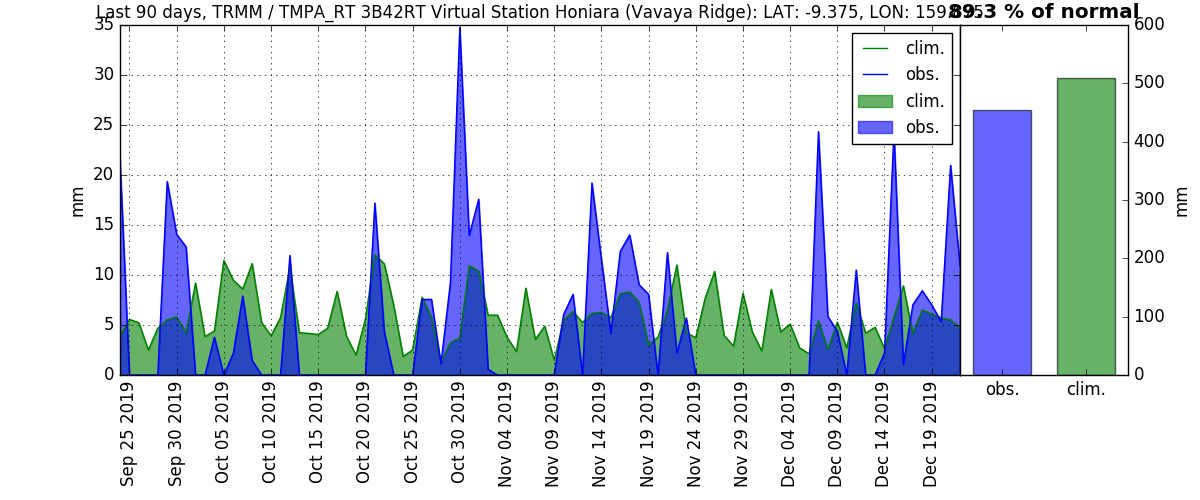 Last 90 days, TRMM / TMPA_RT 3B42RT Virtual Station Honiara (Vavaya Ridge): LAT: -9.375, LON: 159
89.3 % of normal
35
30
25
20
15
10
5
0
mm
clim.
obs.
clim.
obs.
600
500
400
300
200
100
0
mm
obs.
clim.
Sep 25 2019
Sep 30 2019
Oct 05 2019
Oct 10 2019
Oct 15 2019
Oct 20 2019
Oct 25 2019
Oct 30 2019
Nov 04 2019
Nov 09 2019
Nov 14 2019
Nov 19 2019
Nov 24 2019
Nov 29 2019
Dec 04 2019
Dec 09 2019
Dec 14 2019
Dec 19 2019